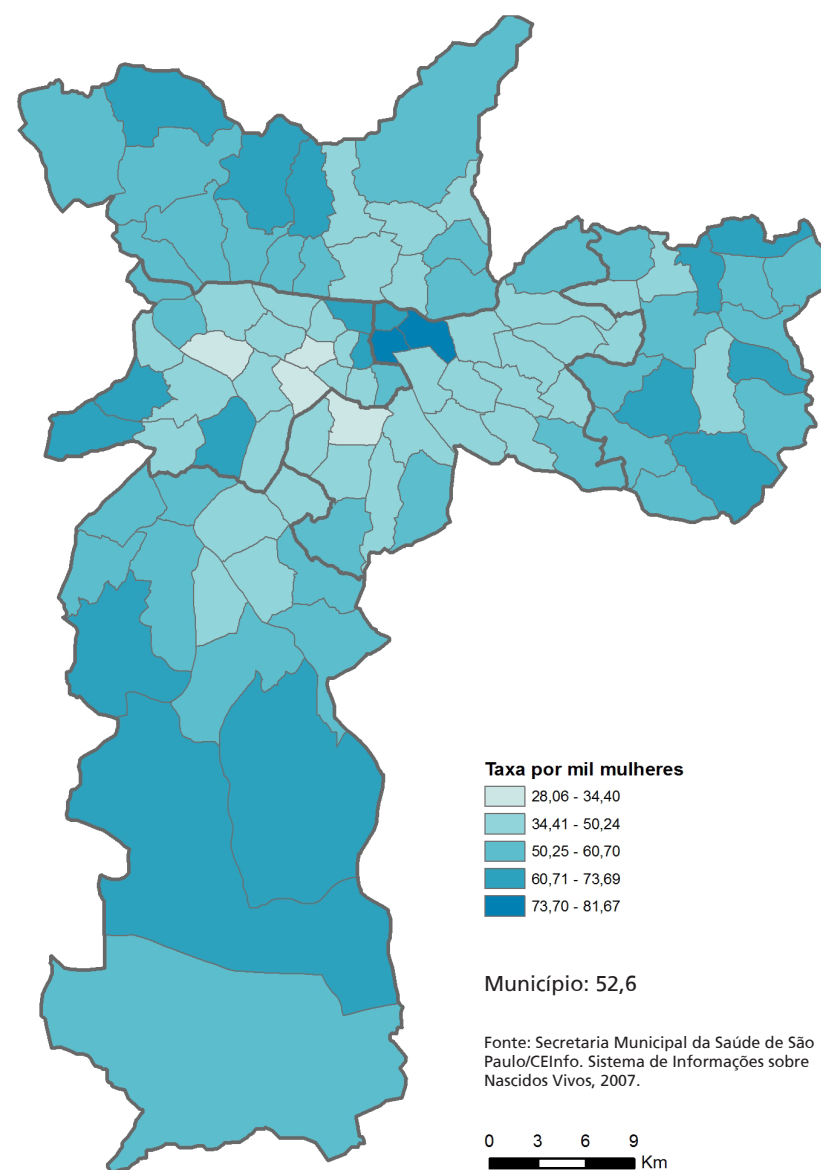 Taxa por mil mulheres
28,06 - 34,40
34,41 - 50,24
50,25 - 60,70
60,71 - 73,69
73,70 - 81,67
Município: 52,6
Fonte: Secretaria Municipal da Saúde de São
Paulo/CEInfo. Sistema de Informações sobre
Nascidos Vivos, 2007.
0 3 6 9
Km